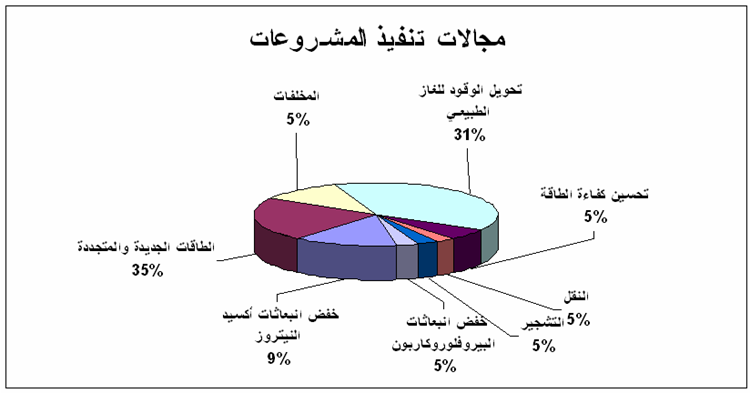 مجالات تنفيذ المشروعات
تحويل الوقود للغاز
الطبيعي
31%
المخلفات
5%
تحسين كفاءة الطاقة
5%
الطاقات الجديدة والمتجددة
35%
النقل
5%
التشجير
5%
خفض انبعاثات
البيروفلوروكاربون
5%
خفض انبعاثات أكسيد
النيتروز
9%